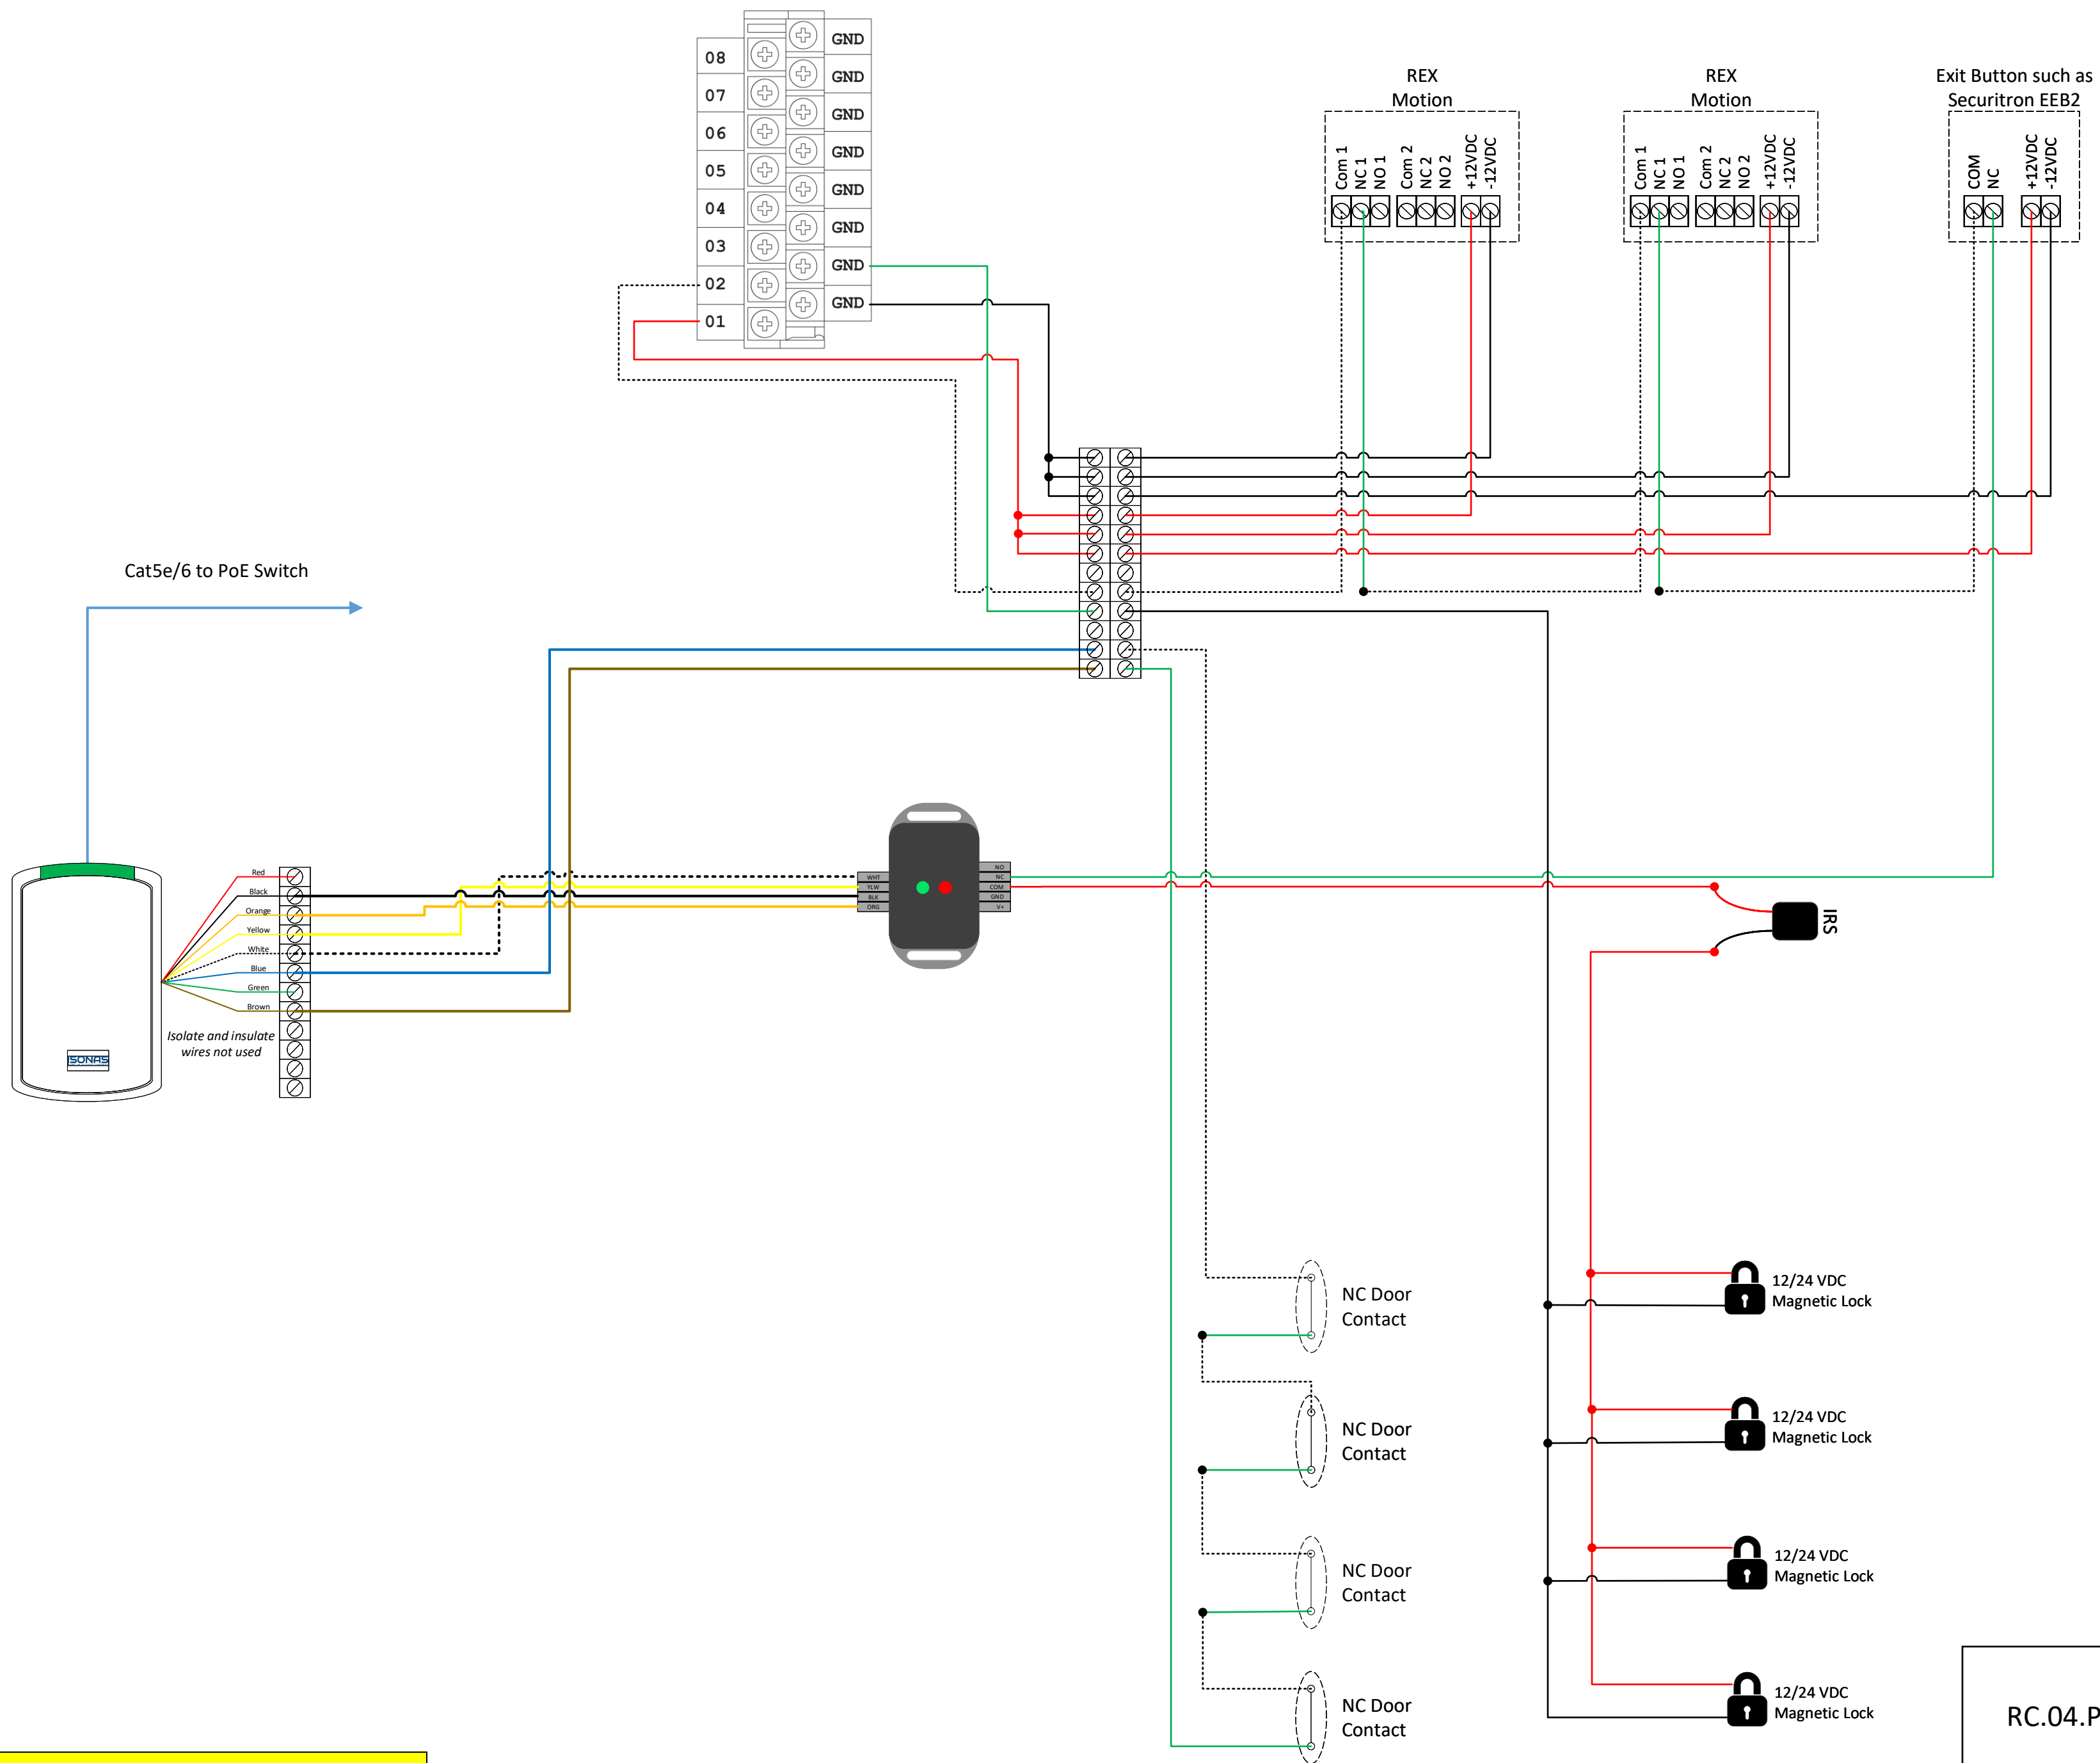 08
07
06
05
04
03
02
01
GND
GND
GND
GND
GND
GND
GND
GND
REX
Motion
Com 1
NC 1
NO 1
Com 2
NC 2
NO 2
+12VDC
-12VDC
REX
Motion
Com 1
NC 1
NO 1
Com 2
NC 2
NO 2
+12VDC
-12VDC
Exit Button such as
Securitron EEB2
COM
NC
+12VDC
-12VDC
Cat5e/6 to PoE Switch
Red
Black
Orange
Yellow
White
Blue
Green
Brown
Isolate and insulate
wires not used
ISONAS
WHT
YLW
BLK
ORG
NO
NC
COM
GND
V+
IRS
NC Door
Contact
NC Door
Contact
NC Door
Contact
NC Door
Contact
12/24 VDC
Magnetic Lock
12/24 VDC
Magnetic Lock
12/24 VDC
Magnetic Lock
12/24 VDC
Magnetic Lock
RC.04.P